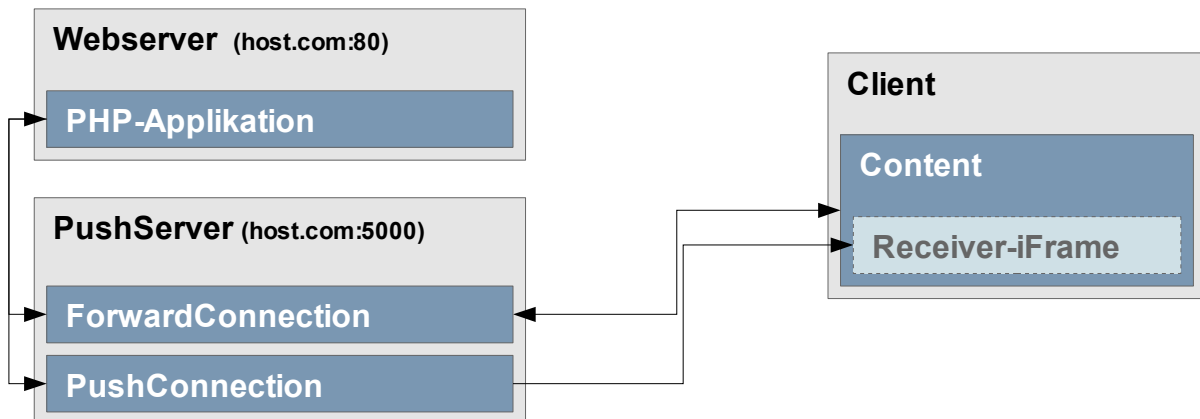 Webserver (host.com:80)
PHP-Applikation
PushServer (host.com:5000)
ForwardConnection
PushConnection
Client
Content
Receiver-iFrame